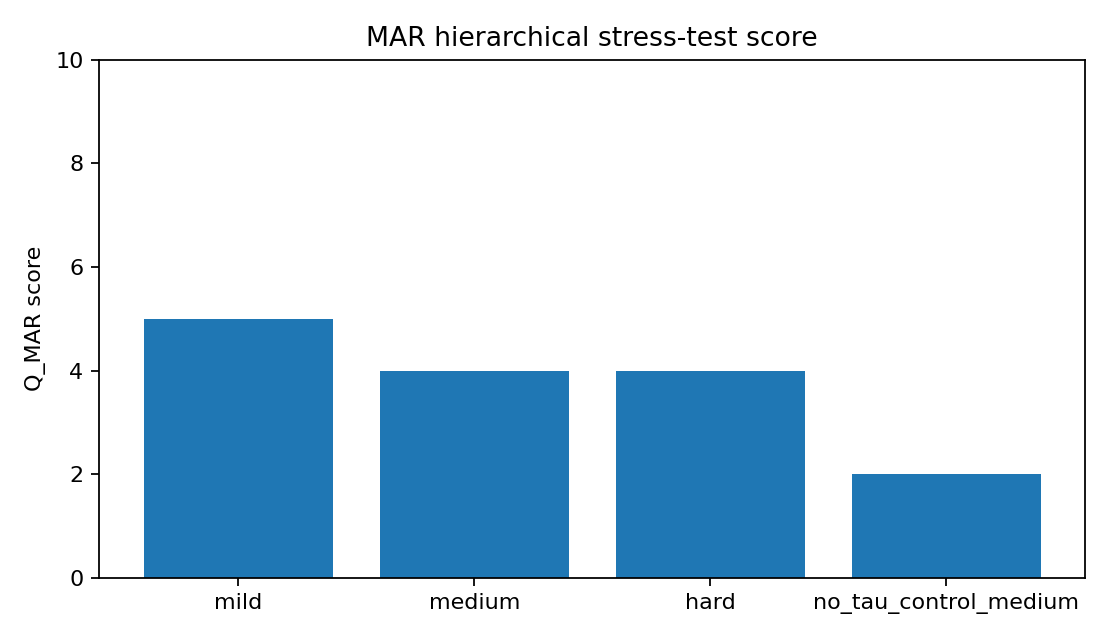 MAR hierarchical stress-test score
Q_MAR score
10
8
6
4
2
0
mild
medium
hard
no_tau_control_medium